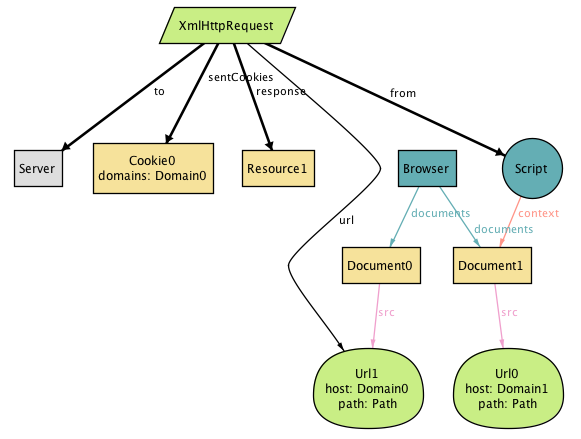 XmlHttpRequest
to
sentCookies
response
from
Server
Cookie0
domains: Domain0
Resource1
Browser
Script
url
documents
documents
context
Document0
Document1
src
src
Url1
host: Domain0
path: Path
Url0
host: Domain1
path: Path